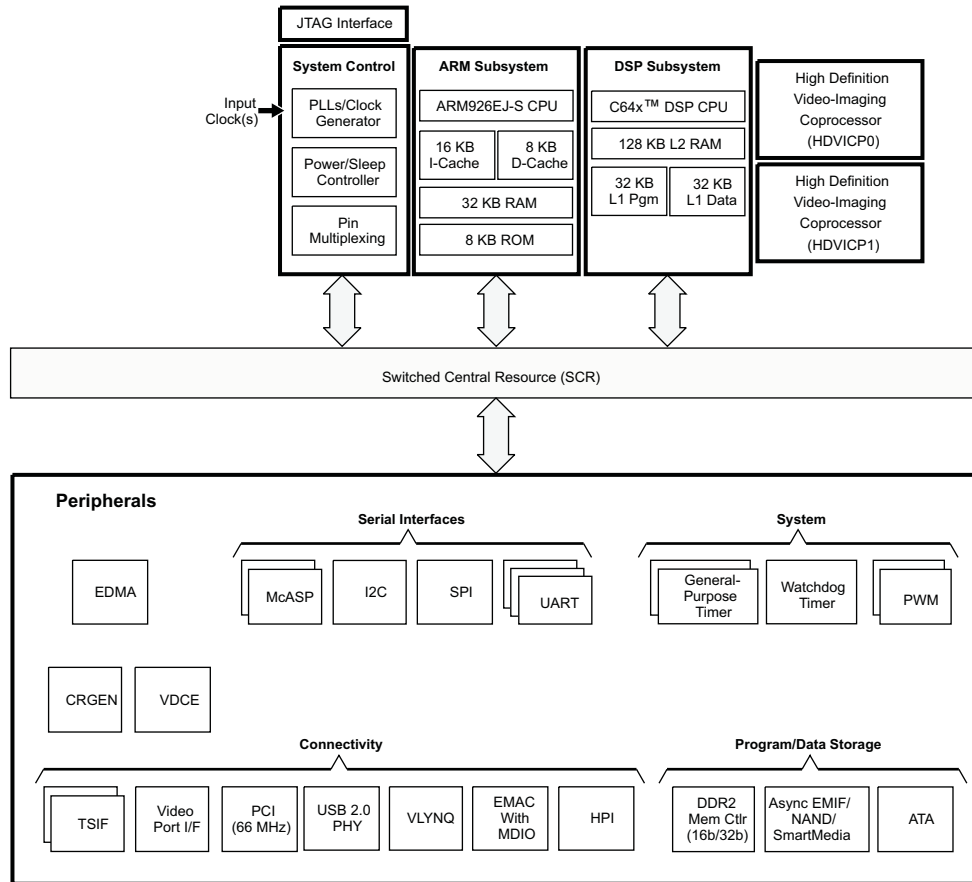 JTAG Interface
System Control
ARM Subsystem
DSP Subsystem
Input
Clock(s)
PLLs/Clock
Generator
Power/Sleep
Controller
Pin
Multiplexing
ARM926EJ-S CPU
16 KB
I-Cache
8 KB
D-Cache
32 KB RAM
8 KB ROM
C64x™ DSP CPU
128 KB L2 RAM
32 KB
L1 Pgm
32 KB
L1 Data
High Definition
Video-Imaging
Coprocessor
(HDVICP0)
High Definition
Video-Imaging
Coprocessor
(HDVICP1)
Switched Central Resource (SCR)
Peripherals
Serial Interfaces
System
EDMA
McASP
I2C
SPI
UART
General-
Purpose
Timer
Watchdog
Timer
PWM
CRGEN
VDCE
Connectivity
Program/Data Storage
TSIF
Video
Port I/F
PCI
(66 MHz)
USB 2.0
PHY
VLYNQ
EMAC
With
MDIO
HPI
DDR2
Mem Ctlr
(16b/32b)
Async EMIF/
NAND/
SmartMedia
ATA